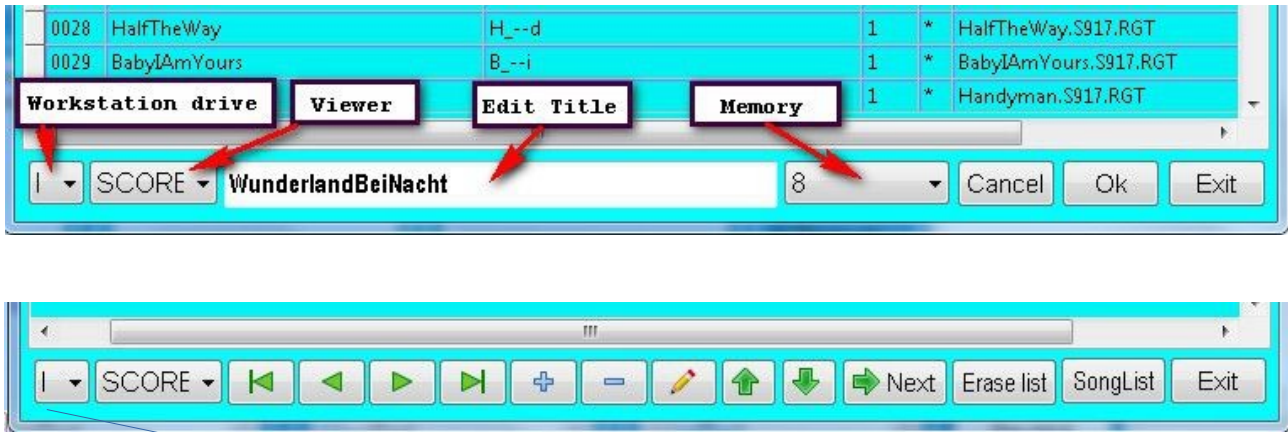 0028 HalfTheWay H_--d 1 * HalfTheWay.S917.RGT
0029 BabyIAmYours B_--i 1 * BabyIAmYours.S917.RGT
Workstation drive Viewer Edit Title Memory 1 * Handyman.S917.RGT
I SCORE WunderlandBeiNacht 8 Cancel Ok Exit
I SCORE Next Erase list SongList Exit